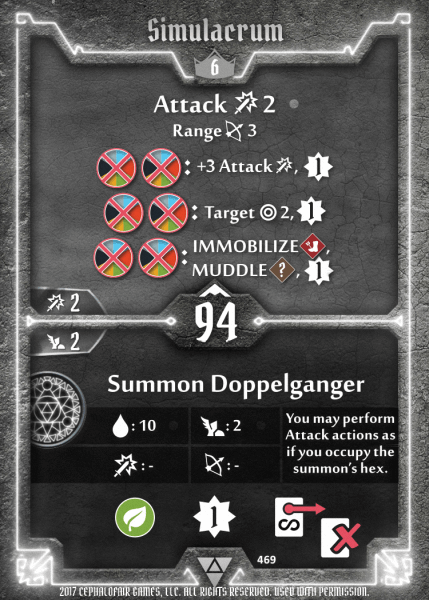 Simulacrum
6
Attack 2
Range 3
: +3 Attack , 1
: Target 2, 1
: IMMOBILIZE ,
MUDDLE ? , 1
2
94
2
Summon Doppelganger
: 10
: 2
: -
: -
You may perform
Attack actions as
if you occupy the
summon's hex.
1
469
2017 CEPHALOFAIR GAMES, LLC. ALL RIGHTS RESERVED. USED WITH PERMISSION.